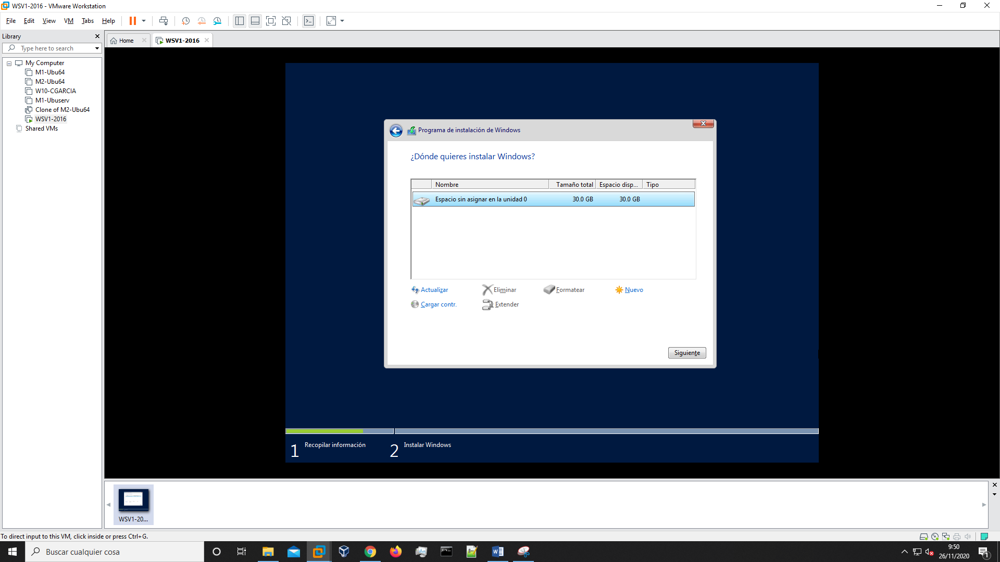 WSV1-2016 - VMware Workstation
File Edit View VM Tabs Help
Library
Home
WSV1-2016
Type here to search
My Computer
M1-Ubu64
M2-Ubu64
W10-CGARCIA
M1-Ubuserv
Clone of M2-Ubu64
WSV1-2016
Shared VMs
Programa de instalación de Windows
¿Dónde quieres instalar Windows?
Nombre Tamaño total Espacio disp... Tipo
Espacio sin asignar en la unidad 0 30.0 GB 30.0 GB
Actualizar Eliminar Formatear Nuevo
Cargar contr. Extender
Siguiente
1 Recopilar información 2 Instalar Windows
WSV1-20...
To direct input to this VM, click inside or press Ctrl+G.
Buscar cualquier cosa
9:50
26/11/2020
1